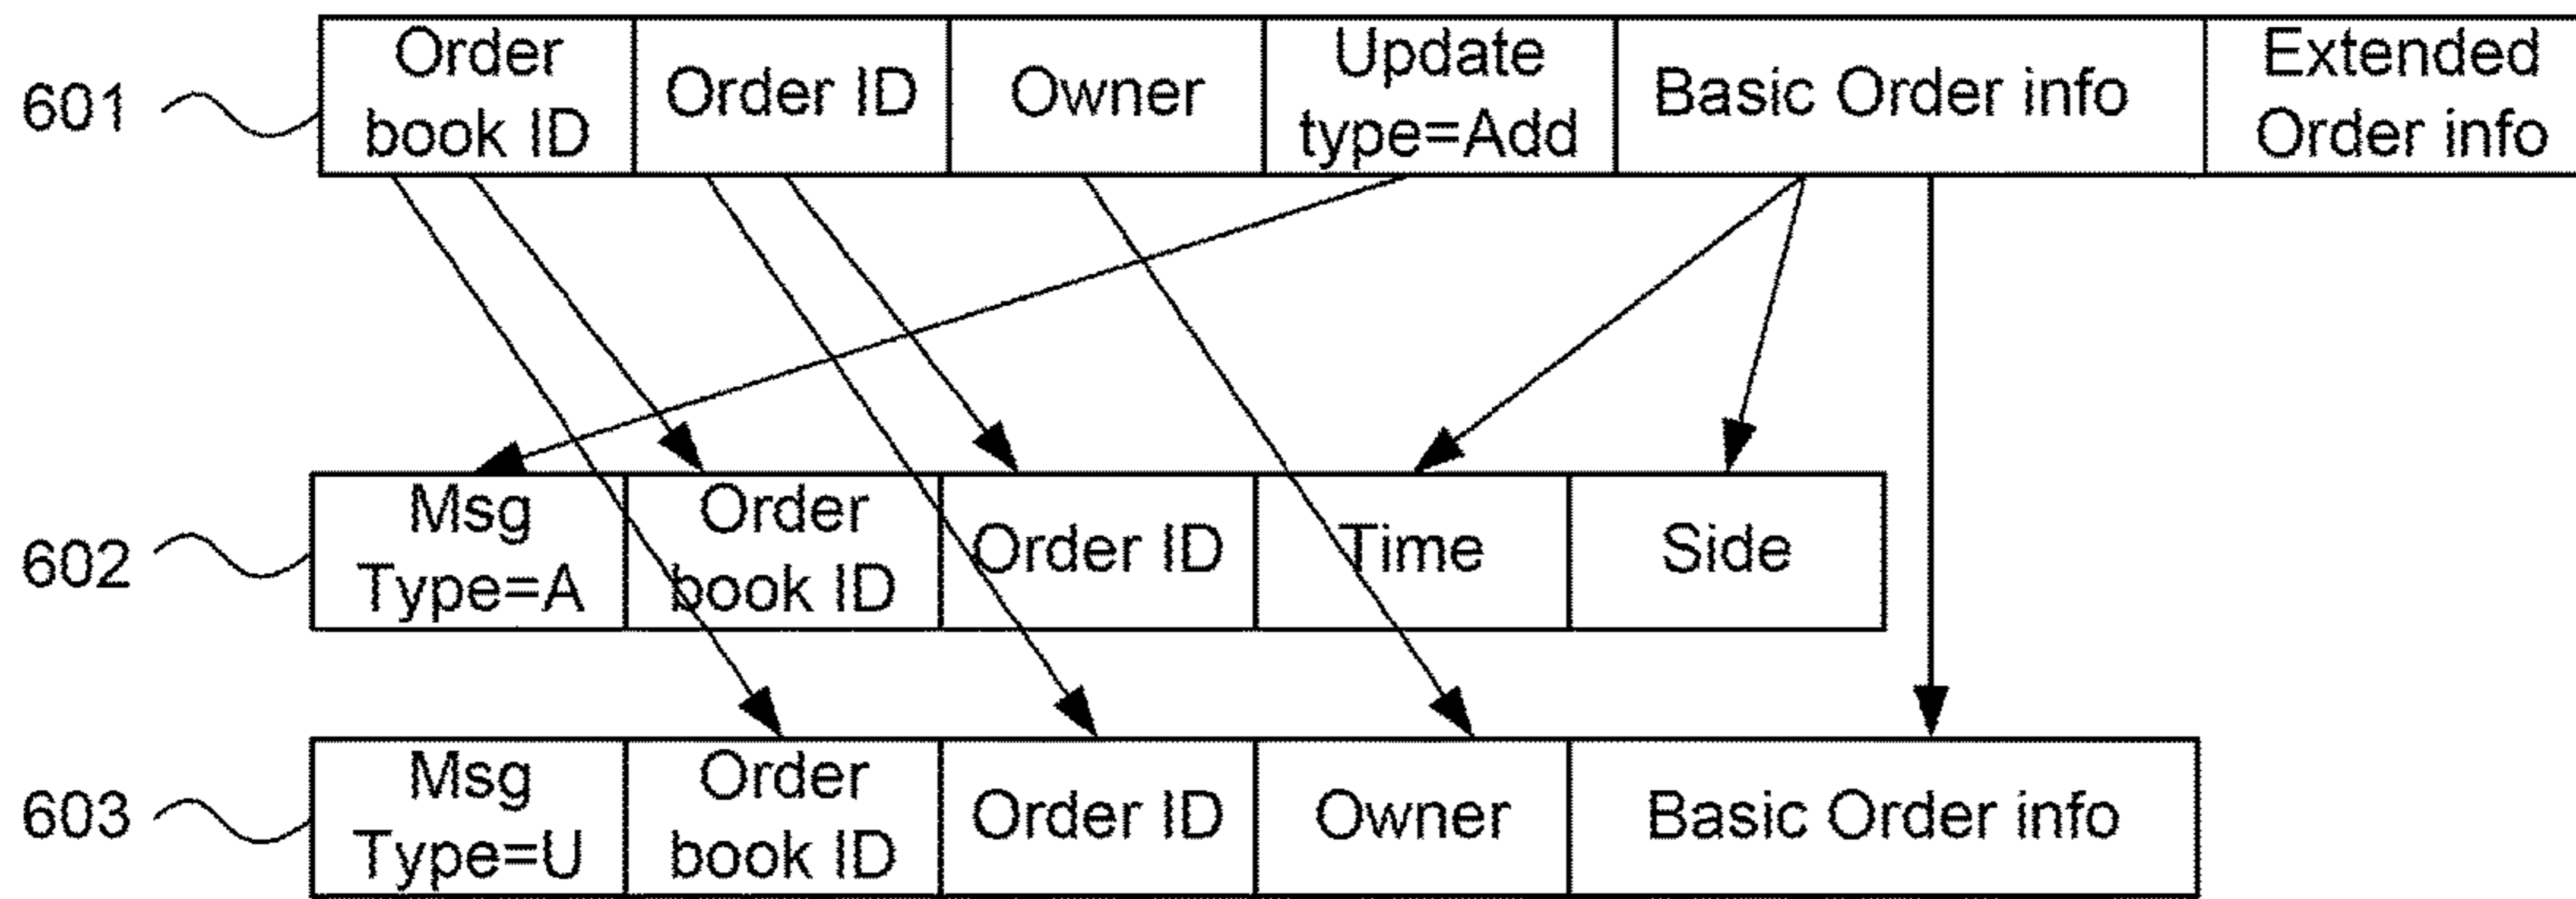 601
Order
book ID
Order ID
Owner
Update
type=Add
Basic Order info
Extended
Order info
602
Msg
Type=A
Order
book ID
Order ID
Time
Side
603
Msg
Type=U
Order
book ID
Order ID
Owner
Basic Order info